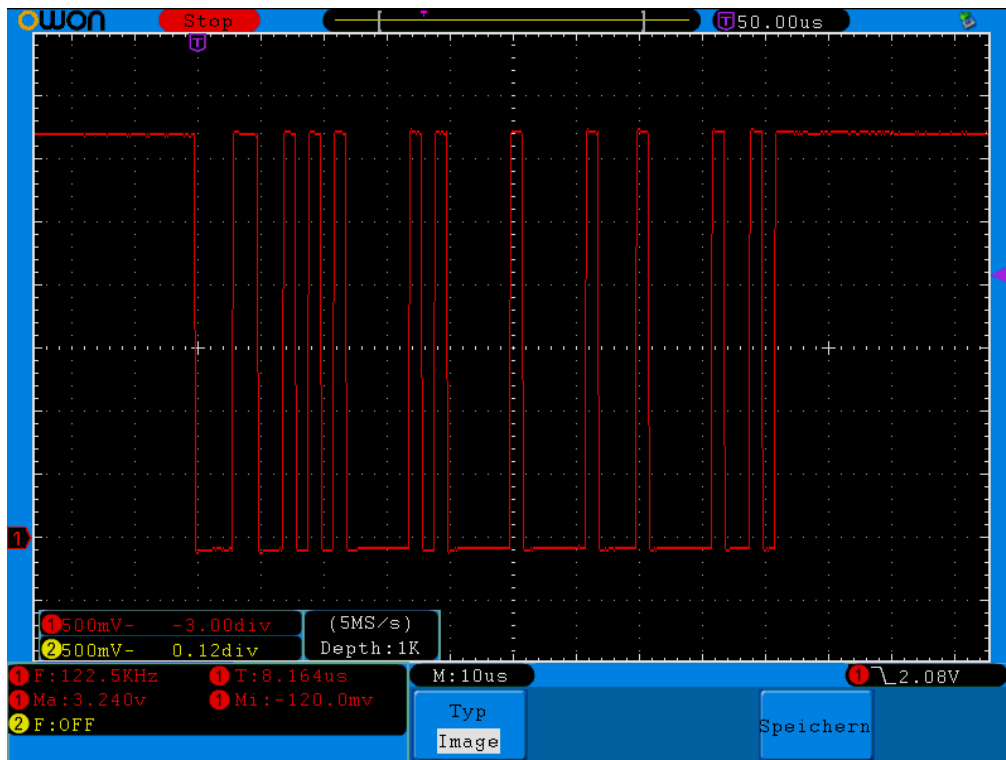 owon Stop T 50.00us
T
1
1 500mV- -3.00div (5MS/s)
2 500mV- 0.12div Depth:1K
1 F:122.5KHz 1 T:8.164us M:10us 1 2.08V
1 Ma:3.240v 1 Mi:-120.0mv
2 F:OFF
Typ
Image
Speichern